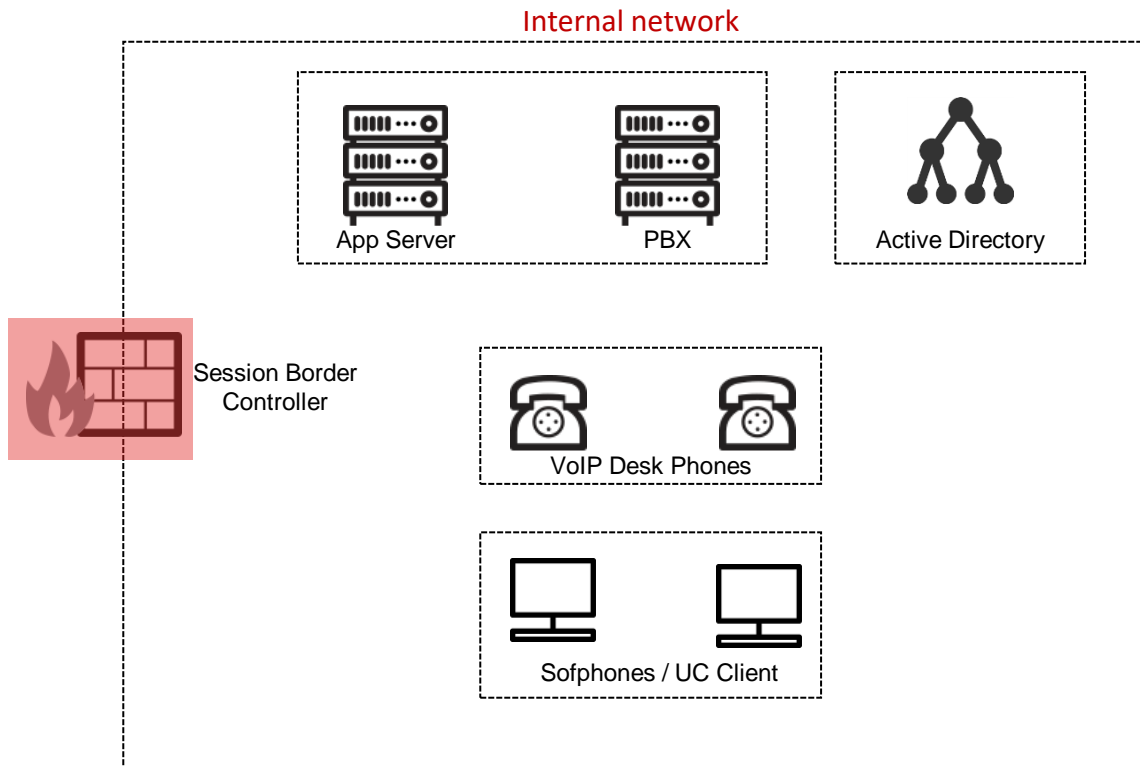 Internal network
App Server
PBX
Active Directory
Session Border
Controller
VoIP Desk Phones
Sofphones / UC Client